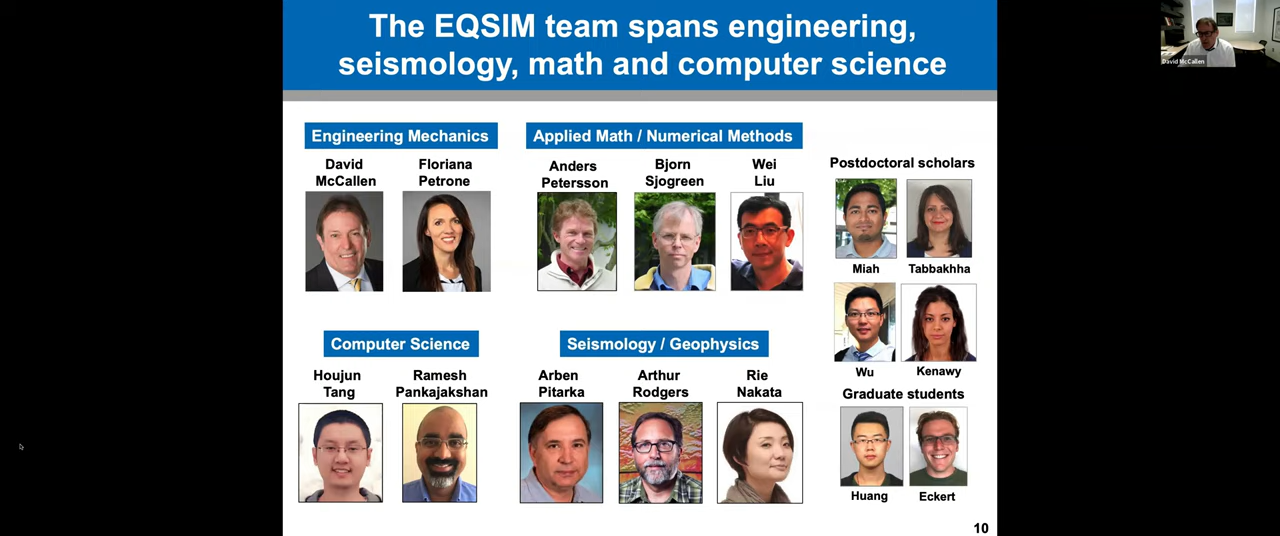 The EQSIM team spans engineering,
seismology, math and computer science
David McCallen
Engineering Mechanics
David
McCallen
Floriana
Petrone
Applied Math / Numerical Methods
Anders
Petersson
Bjorn
Sjogreen
Wei
Liu
Postdoctoral scholars
Miah
Tabbakhha
Wu
Kenawy
Computer Science
Houjun
Tang
Ramesh
Pankajakshan
Seismology / Geophysics
Arben
Pitarka
Arthur
Rodgers
Rie
Nakata
Graduate students
Huang
Eckert
10